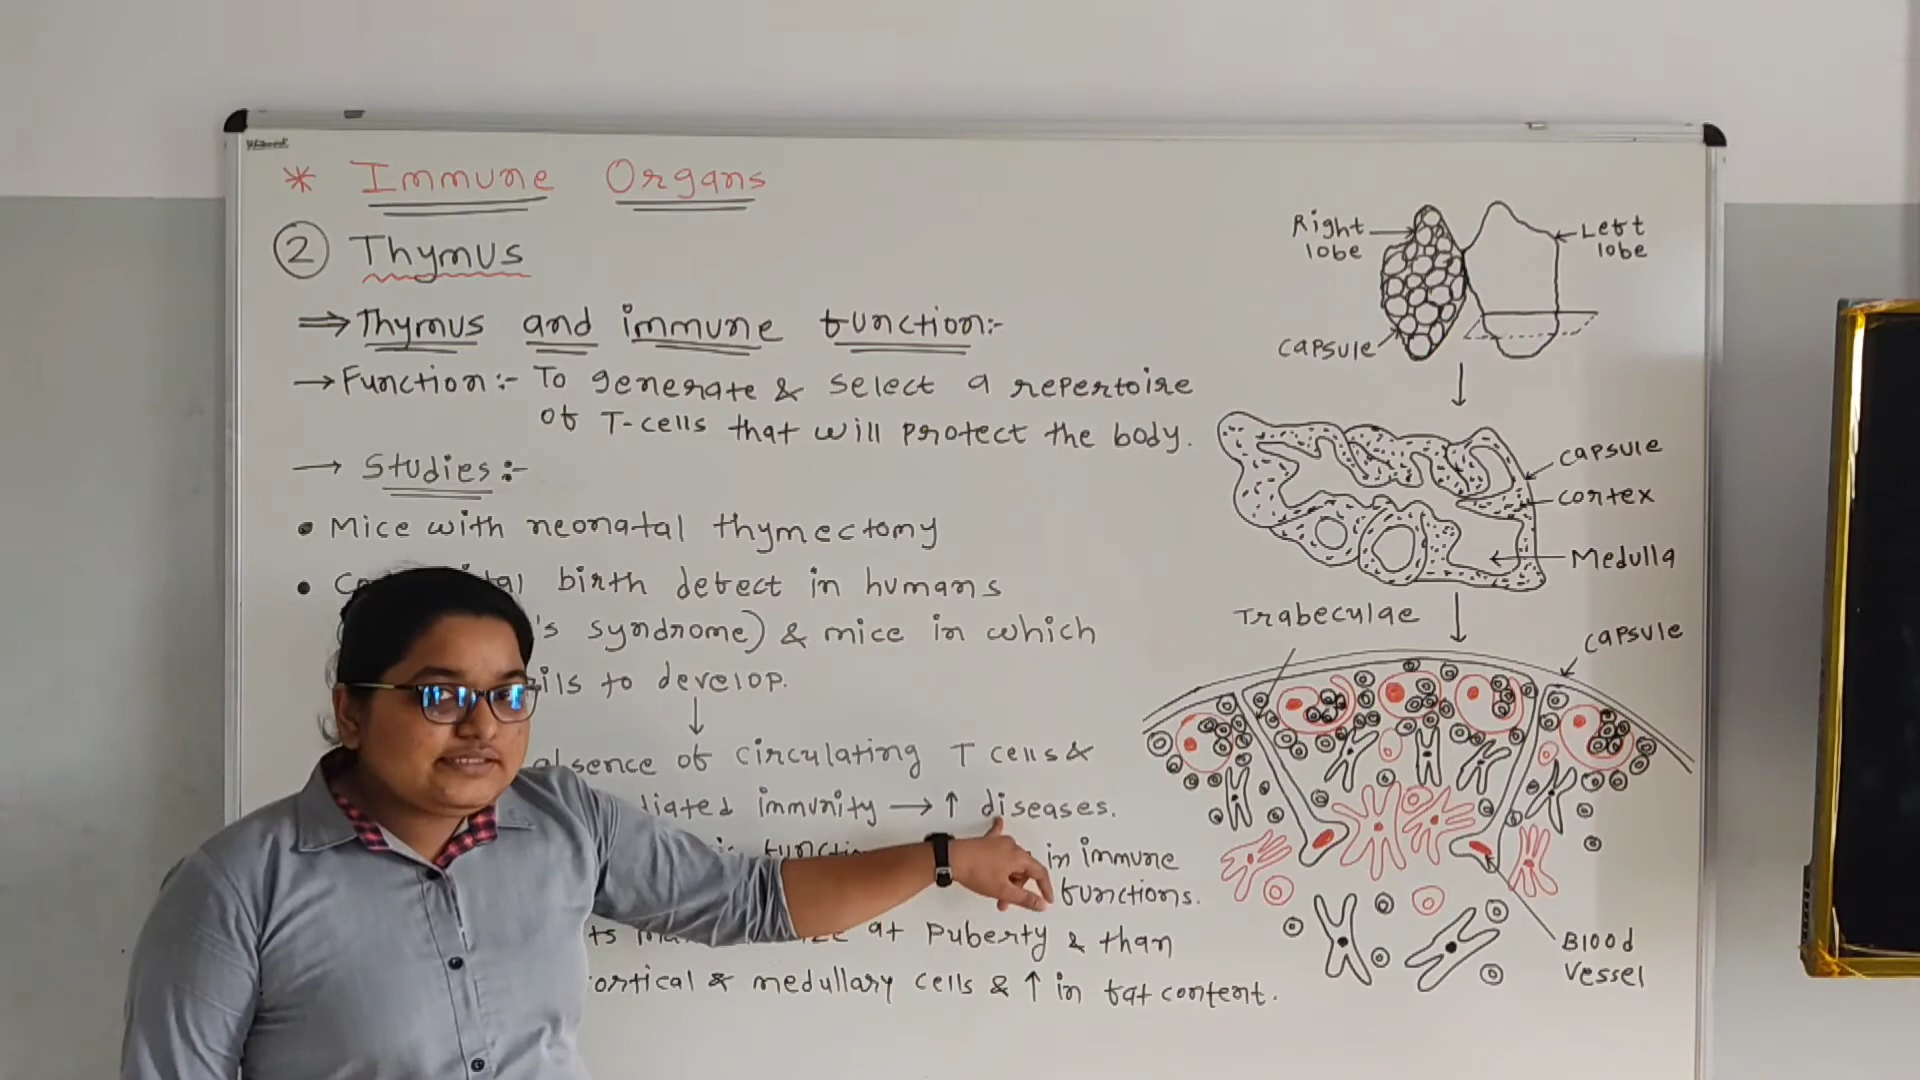 * Immune Organs
② Thymus
⇒ Thymus and immune function:-
→ Function:- To generate & select a repertoire
of T-cells that will protect the body.
→ Studies:-
• Mice with neonatal thymectomy
• birth defect in humans
's syndrome) & mice in which
ils to develop.
↓
absence of circulating T cells &
diated immunity → ↑ diseases.
in immune
functions.
at puberty & than
ortical & medullary cells & ↑ in fat content.
Right lobe
Left lobe
capsule
↓
capsule
cortex
Medulla
↓
Trabeculae
capsule
Blood
vessel